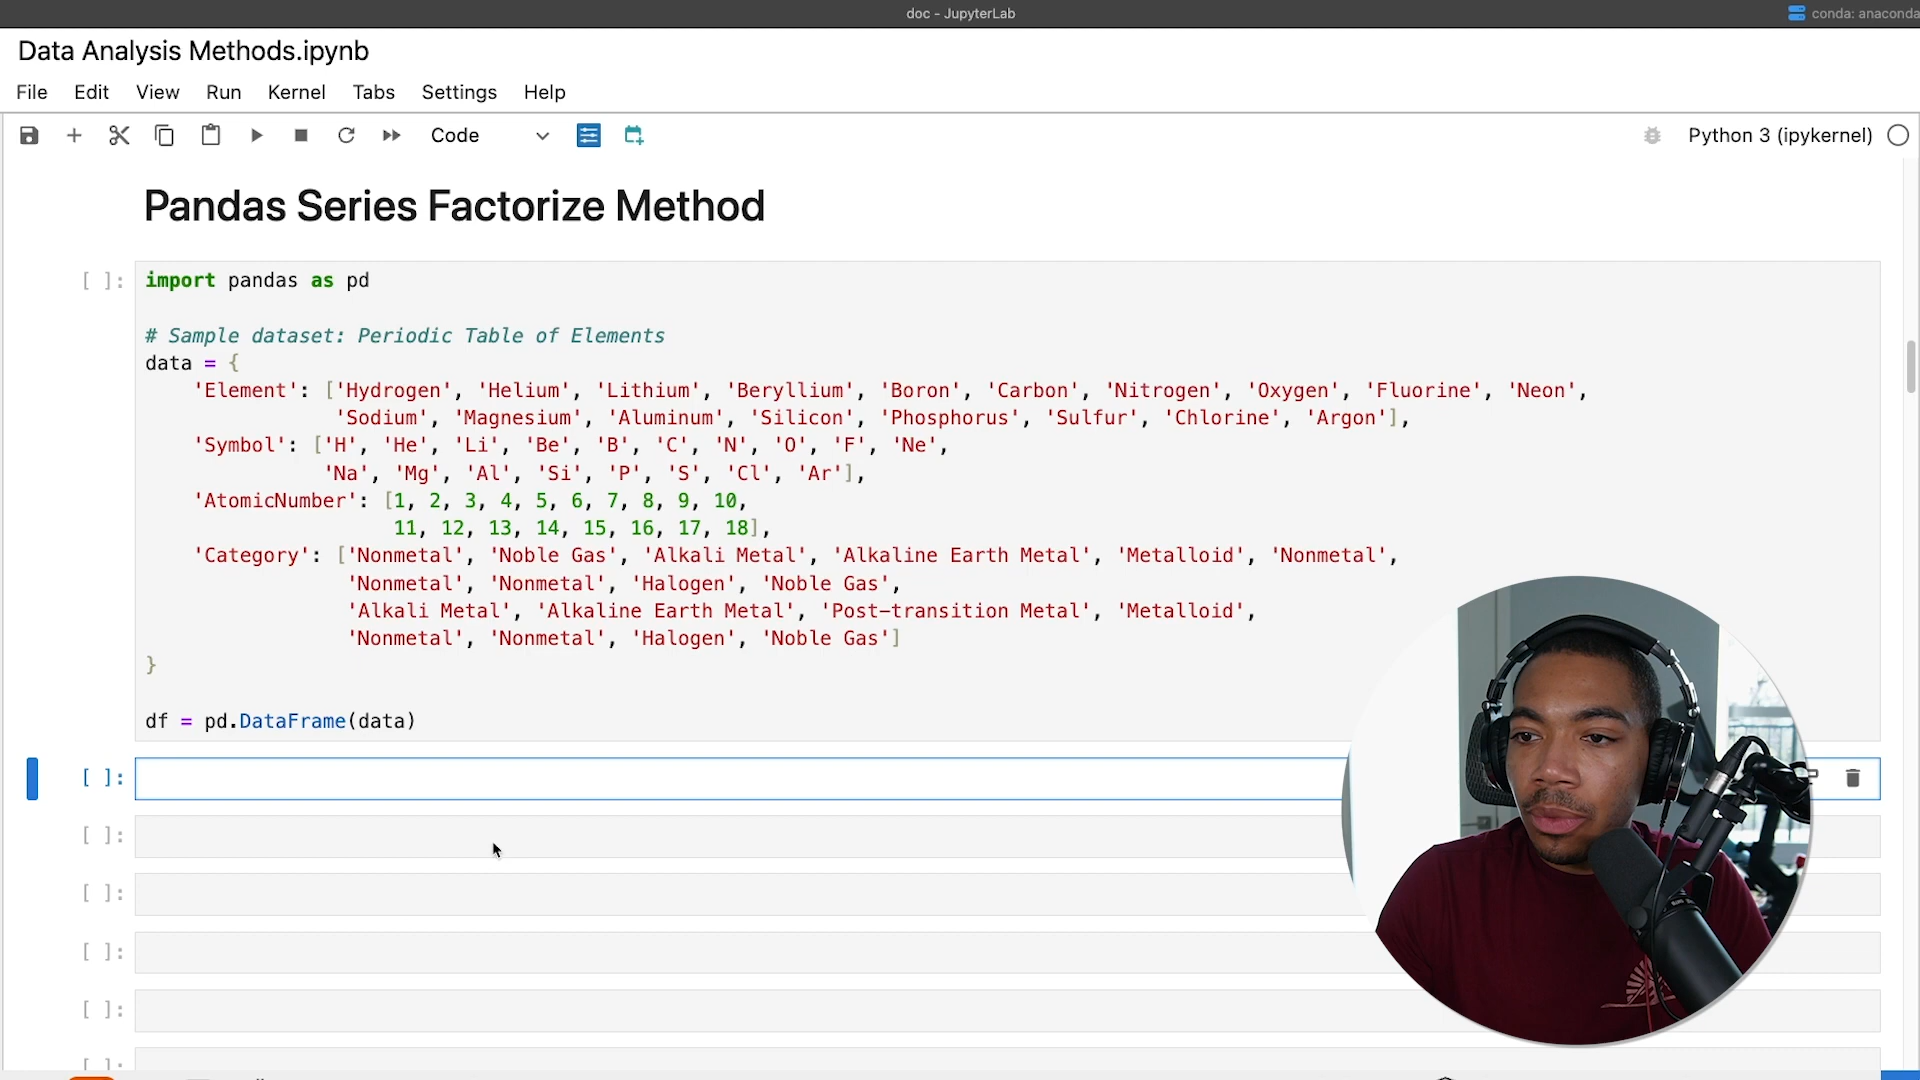 doc - JupyterLab
conda: anaconda
Data Analysis Methods.ipynb
File Edit View Run Kernel Tabs Settings Help
Code
Python 3 (ipykernel)
Pandas Series Factorize Method
[ ]:
import pandas as pd
# Sample dataset: Periodic Table of Elements
data = {
'Element': ['Hydrogen', 'Helium', 'Lithium', 'Beryllium', 'Boron', 'Carbon', 'Nitrogen', 'Oxygen', 'Fluorine', 'Neon',
'Sodium', 'Magnesium', 'Aluminum', 'Silicon', 'Phosphorus', 'Sulfur', 'Chlorine', 'Argon'],
'Symbol': ['H', 'He', 'Li', 'Be', 'B', 'C', 'N', 'O', 'F', 'Ne',
'Na', 'Mg', 'Al', 'Si', 'P', 'S', 'Cl', 'Ar'],
'AtomicNumber': [1, 2, 3, 4, 5, 6, 7, 8, 9, 10,
11, 12, 13, 14, 15, 16, 17, 18],
'Category': ['Nonmetal', 'Noble Gas', 'Alkali Metal', 'Alkaline Earth Metal', 'Metalloid', 'Nonmetal',
'Nonmetal', 'Nonmetal', 'Halogen', 'Noble Gas',
'Alkali Metal', 'Alkaline Earth Metal', 'Post-transition Metal', 'Metalloid',
'Nonmetal', 'Nonmetal', 'Halogen', 'Noble Gas']
}
df = pd.DataFrame(data)
[ ]:
[ ]:
[ ]:
[ ]:
[ ]:
[ ]: